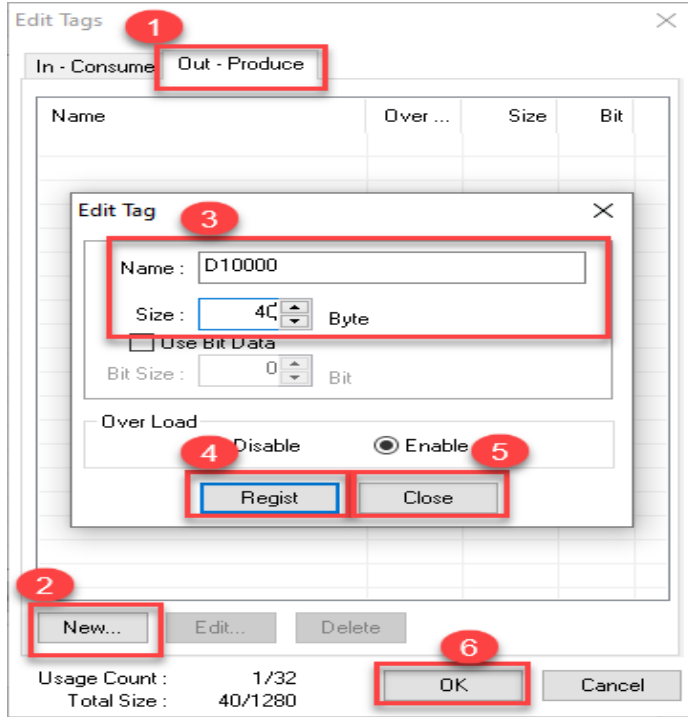 Edit Tags
1
In - Consume Out - Produce
Name Over ... Size Bit
Edit Tag
3
Name : D10000
Size : 40 Byte
Use Bit Data
Bit Size : 0 Bit
Over Load
4 Disable Enable 5
Regist Close
2
New... Edit... Delete
6
Usage Count : 1/32
OK Cancel
Total Size : 40/1280